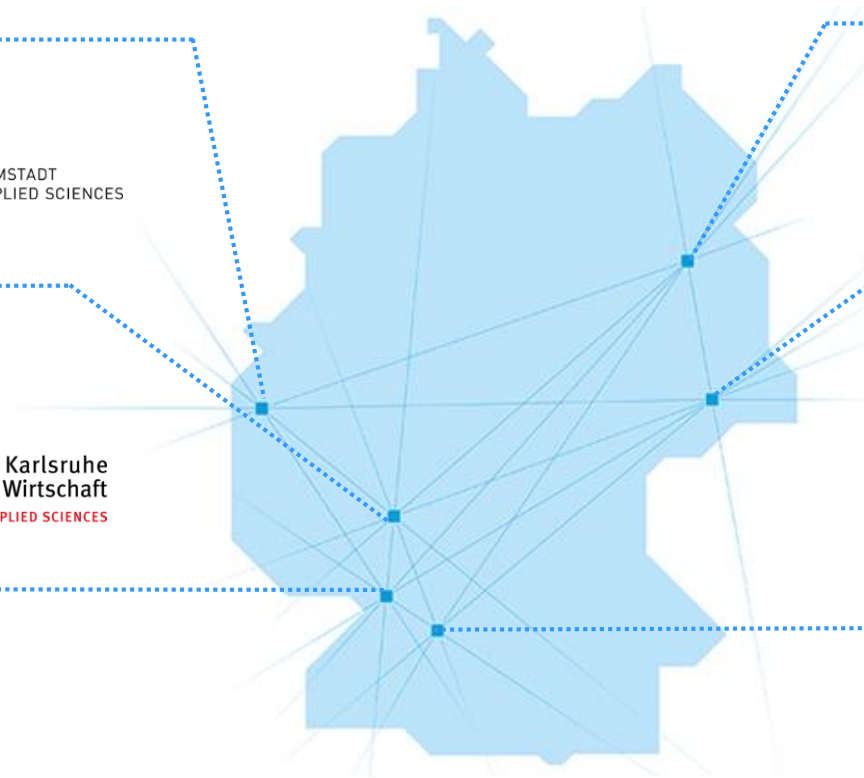 MSTADT
PLIED SCIENCES
Karlsruhe
Wirtschaft
PLIED SCIENCES